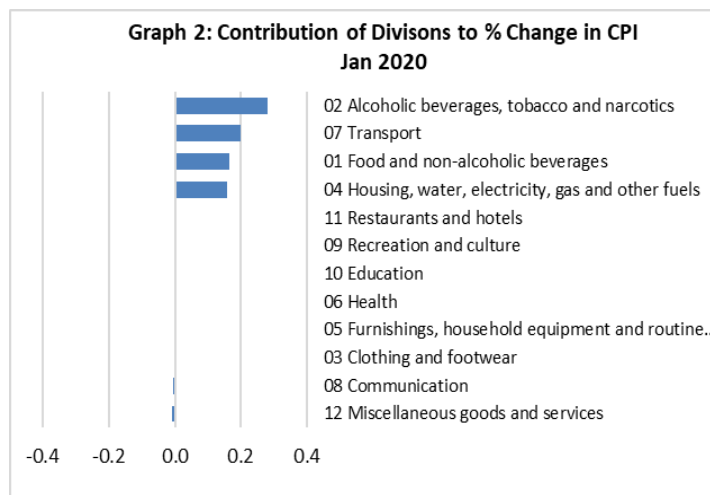 Graph 2: Contribution of Divisons to % Change in CPI
Jan 2020
02 Alcoholic beverages, tobacco and narcotics
07 Transport
01 Food and non-alcoholic beverages
04 Housing, water, electricity, gas and other fuels
11 Restaurants and hotels
09 Recreation and culture
10 Education
06 Health
05 Furnishings, household equipment and routine..
03 Clothing and footwear
08 Communication
12 Miscellaneous goods and services
-0.4 -0.2 0.0 0.2 0.4